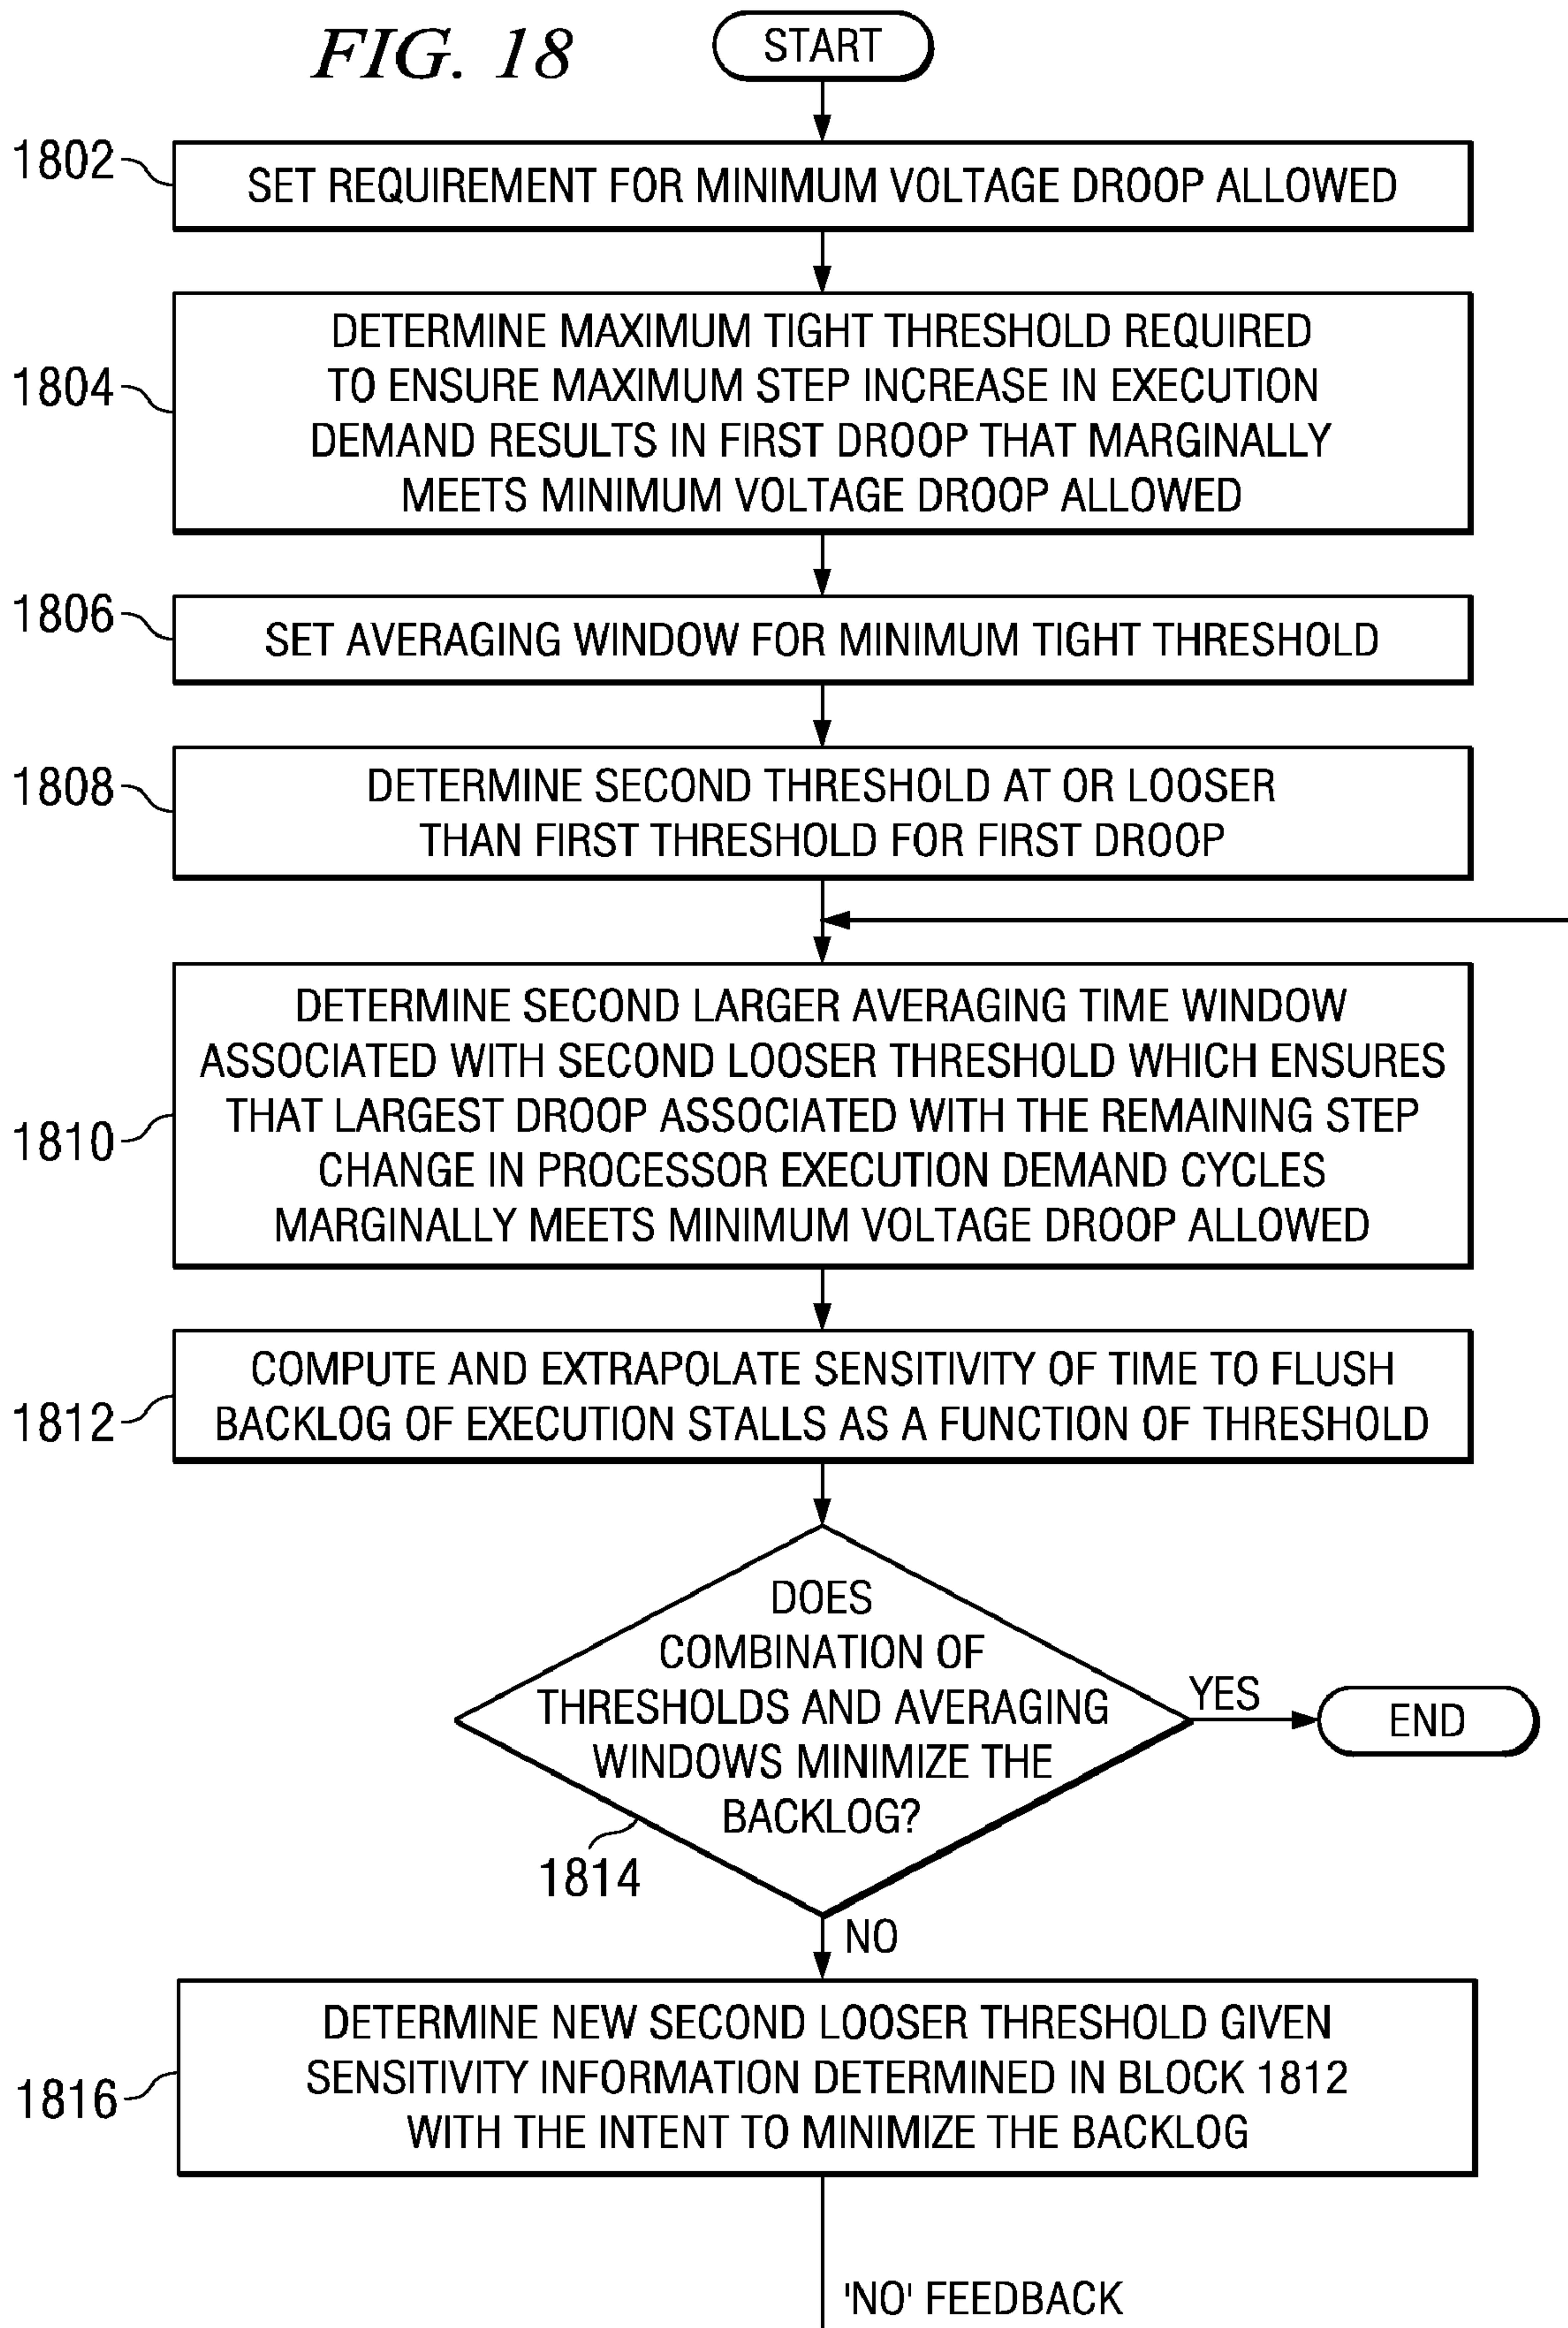 FIG. 18
START
1802
SET REQUIREMENT FOR MINIMUM VOLTAGE DROOP ALLOWED
1804
DETERMINE MAXIMUM TIGHT THRESHOLD REQUIRED
TO ENSURE MAXIMUM STEP INCREASE IN EXECUTION
DEMAND RESULTS IN FIRST DROOP THAT MARGINALLY
MEETS MINIMUM VOLTAGE DROOP ALLOWED
1806
SET AVERAGING WINDOW FOR MINIMUM TIGHT THRESHOLD
1808
DETERMINE SECOND THRESHOLD AT OR LOOSER
THAN FIRST THRESHOLD FOR FIRST DROOP
1810
DETERMINE SECOND LARGER AVERAGING TIME WINDOW
ASSOCIATED WITH SECOND LOOSER THRESHOLD WHICH ENSURES
THAT LARGEST DROOP ASSOCIATED WITH THE REMAINING STEP
CHANGE IN PROCESSOR EXECUTION DEMAND CYCLES
MARGINALLY MEETS MINIMUM VOLTAGE DROOP ALLOWED
1812
COMPUTE AND EXTRAPOLATE SENSITIVITY OF TIME TO FLUSH
BACKLOG OF EXECUTION STALLS AS A FUNCTION OF THRESHOLD
DOES
COMBINATION OF
THRESHOLDS AND AVERAGING
WINDOWS MINIMIZE THE
BACKLOG?
1814
YES
END
NO
1816
DETERMINE NEW SECOND LOOSER THRESHOLD GIVEN
SENSITIVITY INFORMATION DETERMINED IN BLOCK 1812
WITH THE INTENT TO MINIMIZE THE BACKLOG
'NO' FEEDBACK